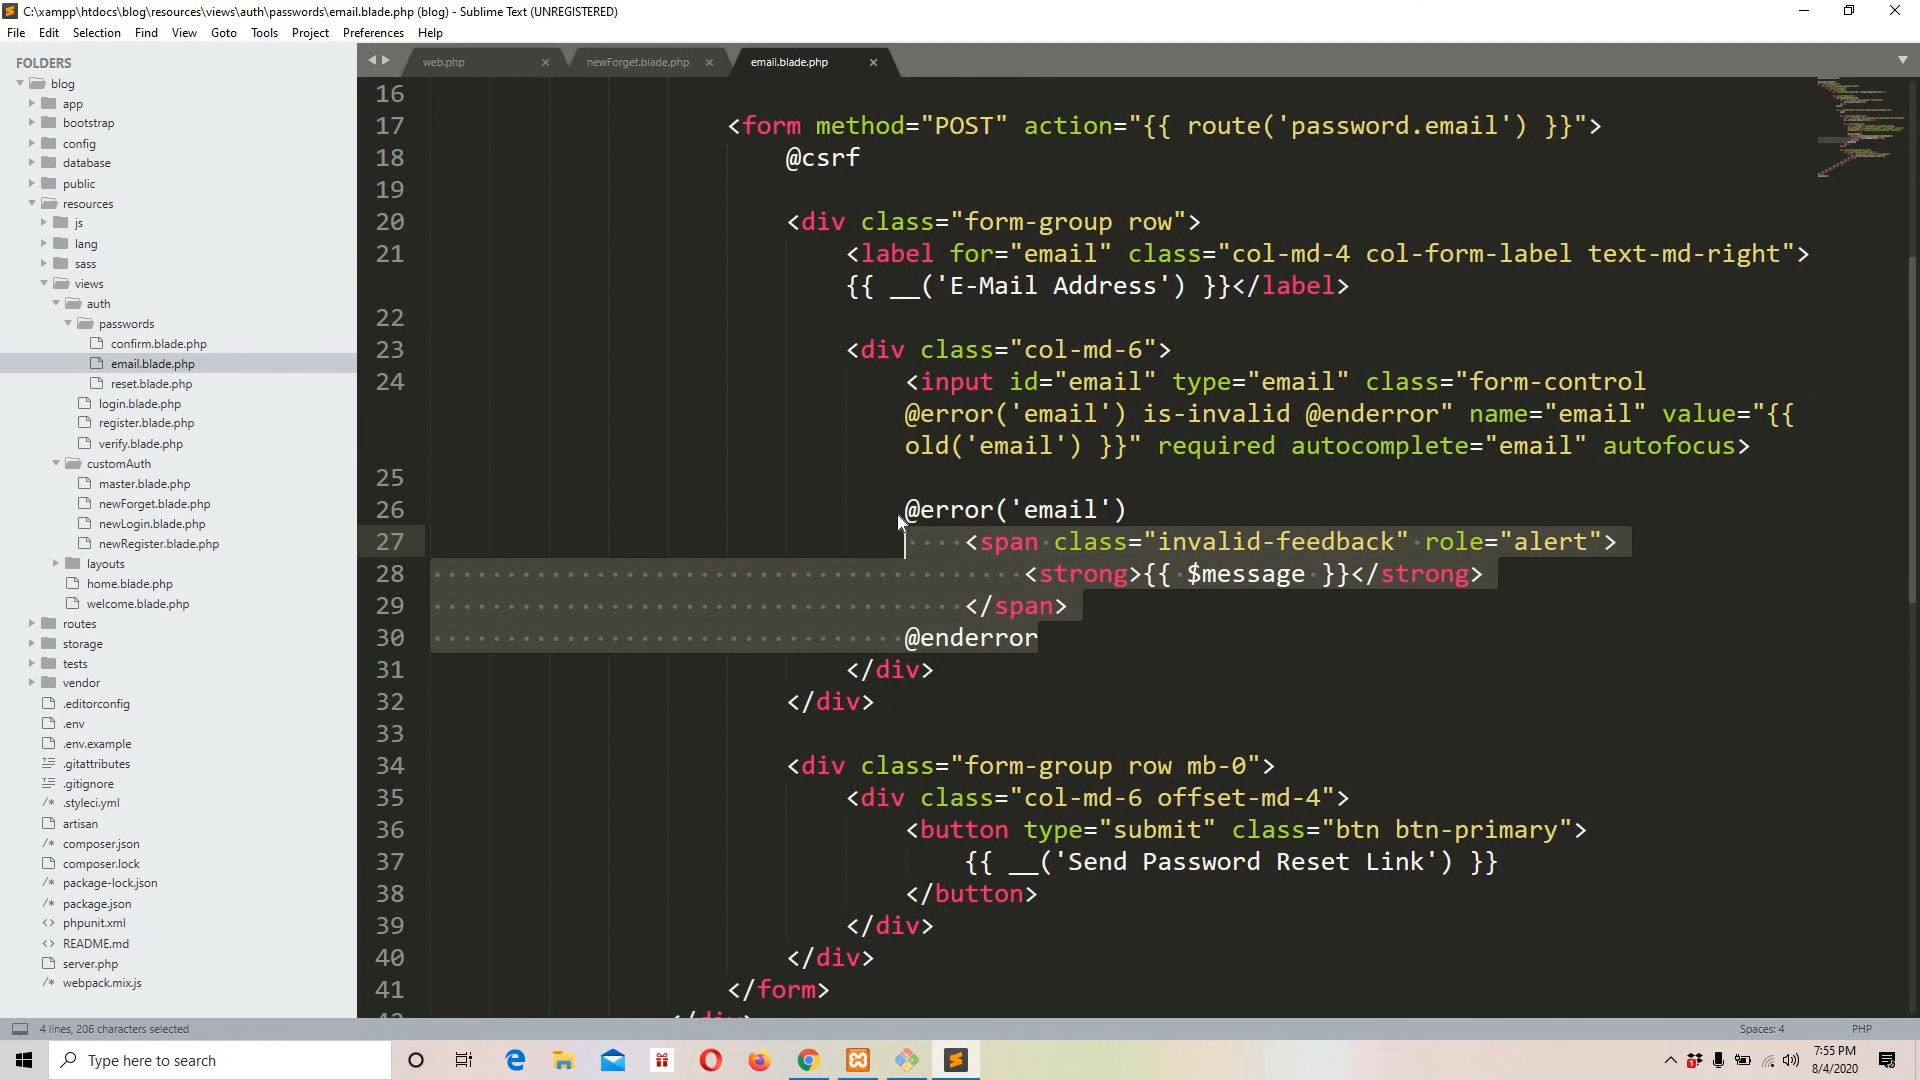 C:\xampp\htdocs\blog\resources\views\auth\passwords\email.blade.php (blog) - Sublime Text (UNREGISTERED)
File Edit Selection Find View Goto Tools Project Preferences Help
FOLDERS
blog
app
bootstrap
config
database
public
resources
js
lang
sass
views
auth
passwords
confirm.blade.php
email.blade.php
reset.blade.php
login.blade.php
register.blade.php
verify.blade.php
customAuth
master.blade.php
newForget.blade.php
newLogin.blade.php
newRegister.blade.php
layouts
home.blade.php
welcome.blade.php
routes
storage
tests
vendor
.editorconfig
.env
.env.example
.gitattributes
.gitignore
.styleci.yml
artisan
composer.json
composer.lock
package-lock.json
package.json
phpunit.xml
README.md
server.php
webpack.mix.js
web.php newForget.blade.php email.blade.php
16
17 <form method="POST" action="{{ route('password.email') }}">
18 @csrf
19
20 <div class="form-group row">
21 <label for="email" class="col-md-4 col-form-label text-md-right">
{{ __('E-Mail Address') }}</label>
22
23 <div class="col-md-6">
24 <input id="email" type="email" class="form-control
@error('email') is-invalid @enderror" name="email" value="{{
old('email') }}" required autocomplete="email" autofocus>
25
26 @error('email')
27 <span class="invalid-feedback" role="alert">
28 <strong>{{ $message }}</strong>
29 </span>
30 @enderror
31 </div>
32 </div>
33
34 <div class="form-group row mb-0">
35 <div class="col-md-6 offset-md-4">
36 <button type="submit" class="btn btn-primary">
37 {{ __('Send Password Reset Link') }}
38 </button>
39 </div>
40 </div>
41 </form>
42 </div>
4 lines, 206 characters selected Spaces: 4 PHP
Type here to search
7:55 PM
8/4/2020